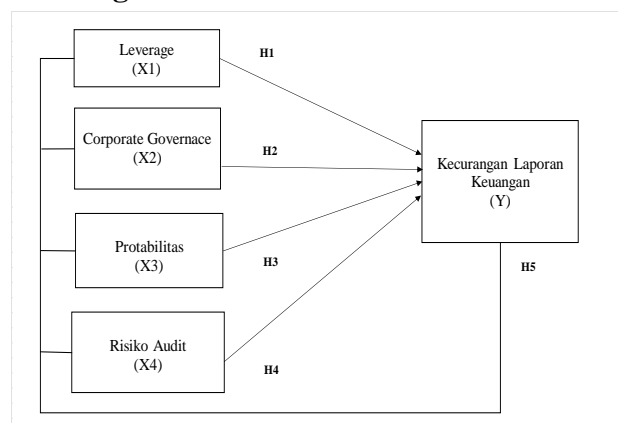 Leverage
(X1)
H1
Corporate Governace
(X2)
H2
Kecurangan Laporan
Keuangan
(Y)
Protabilitas
(X3)
H3
H5
Risiko Audit
(X4)
H4